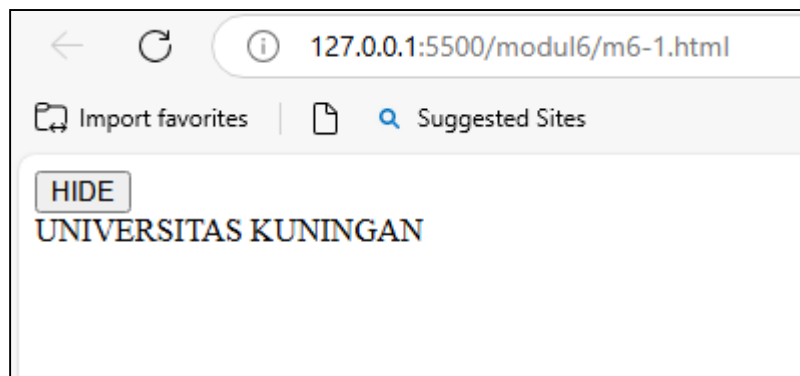 127.0.0.1:5500/modul6/m6-1.html
Import favorites Suggested Sites
HIDE
UNIVERSITAS KUNINGAN